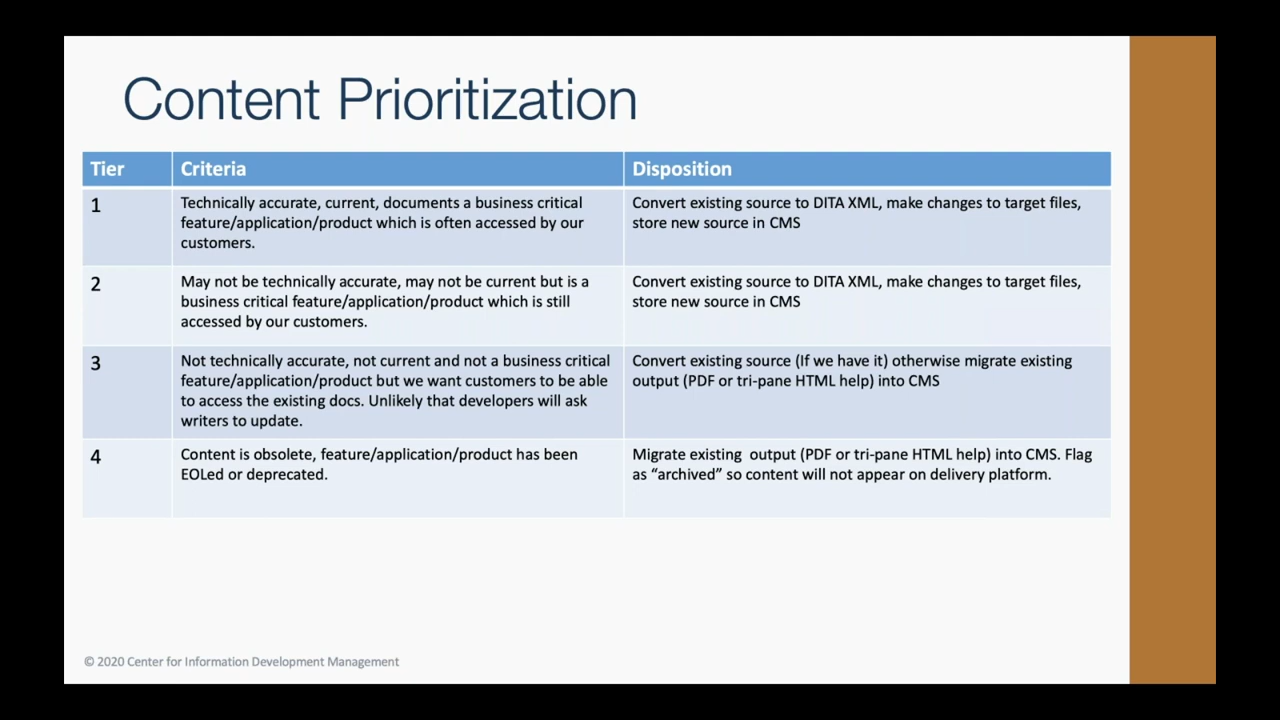 Content Prioritization
Tier
Criteria
Disposition
1
Technically accurate, current, documents a business critical
feature/application/product which is often accessed by our
customers.
Convert existing source to DITA XML, make changes to target files,
store new source in CMS
2
May not be technically accurate, may not be current but is a
business critical feature/application/product which is still
accessed by our customers.
Convert existing source to DITA XML, make changes to target files,
store new source in CMS
3
Not technically accurate, not current and not a business critical
feature/application/product but we want customers to be able
to access the existing docs. Unlikely that developers will ask
writers to update.
Convert existing source (If we have it) otherwise migrate existing
output (PDF or tri-pane HTML help) into CMS
4
Content is obsolete, feature/application/product has been
EOLed or deprecated.
Migrate existing  output (PDF or tri-pane HTML help) into CMS. Flag
as “archived” so content will not appear on delivery platform.
© 2020 Center for Information Development Management